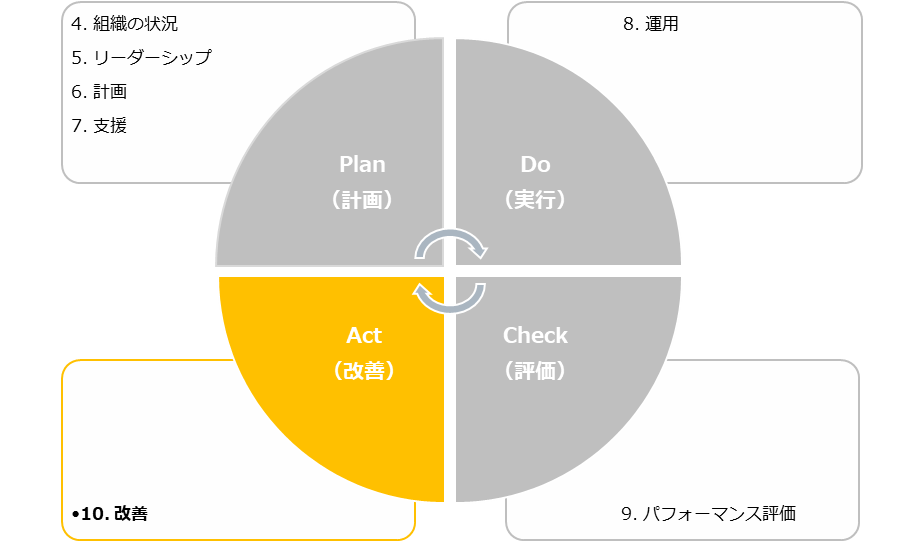 4. 組織の状況
5. リーダーシップ
6. 計画
7. 支援
8. 運用
Plan
（計画）
Do
（実行）
Act
（改善）
Check
（評価）
•10. 改善
9. パフォーマンス評価